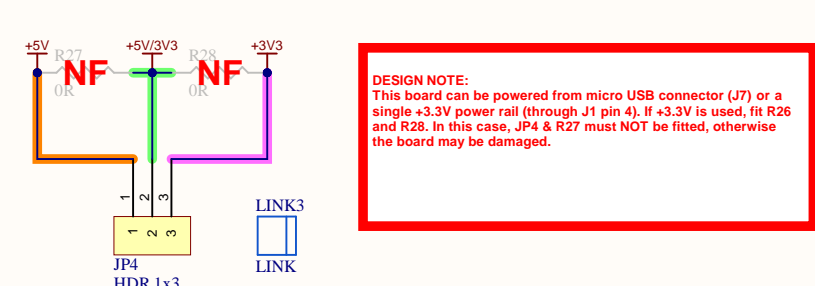 +5V
+5V/3V3
+3V3
R27
NF
R28
NF
0R
0R
DESIGN NOTE:
This board can be powered from micro USB connector (J7) or a
single +3.3V power rail (through J1 pin 4). If +3.3V is used, fit R26
and R28. In this case, JP4 & R27 must NOT be fitted, otherwise
the board may be damaged.
1
2
3
1
2
3
LINK3
JP4
LINK
HDR 1x3